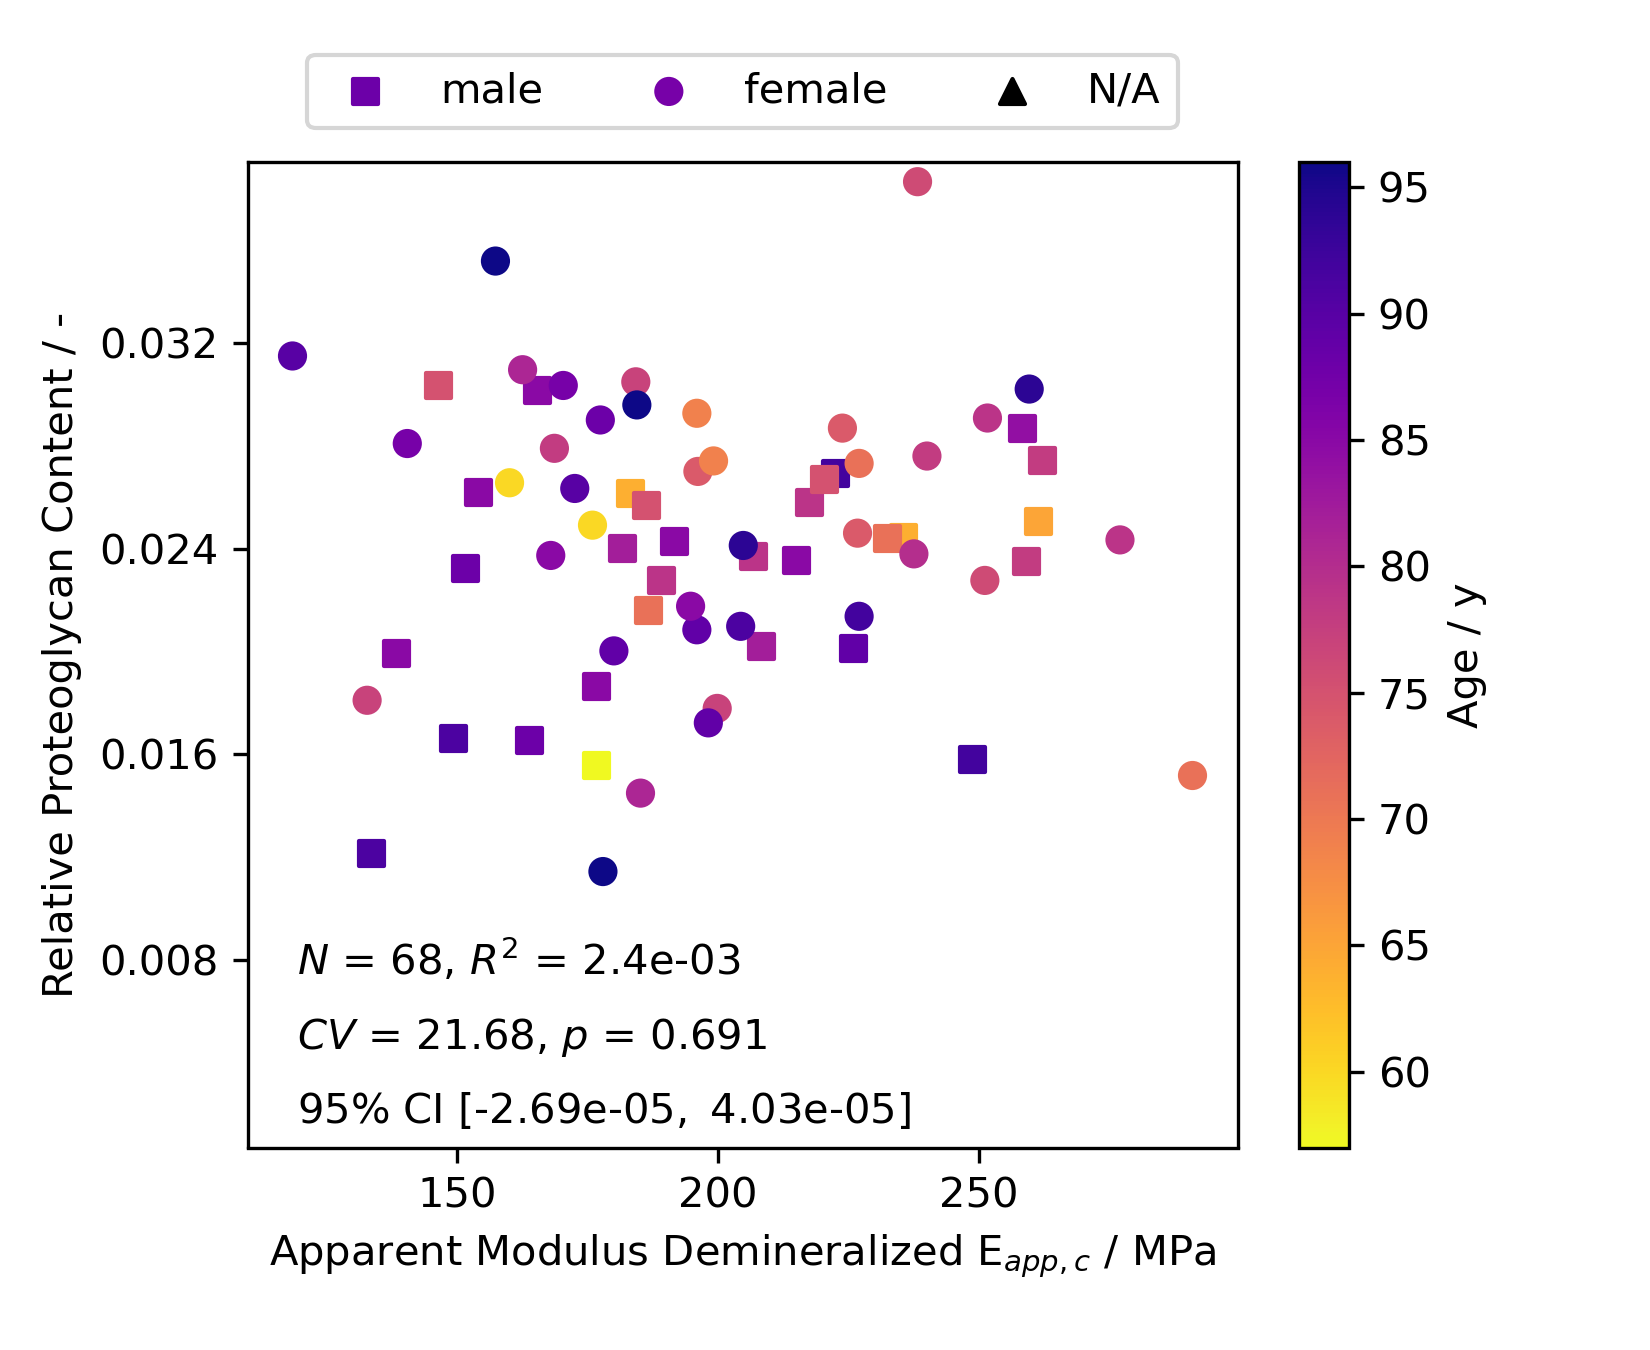 male female N/A
Relative Proteoglycan Content / -
0.032
0.024
0.016
0.008
N = 68, R² = 2.4e-03
CV = 21.68, p = 0.691
95% CI [-2.69e-05, 4.03e-05]
150 200 250
Apparent Modulus Demineralized E_app,c / MPa
95
90
85
80
75
70
65
60
Age / y